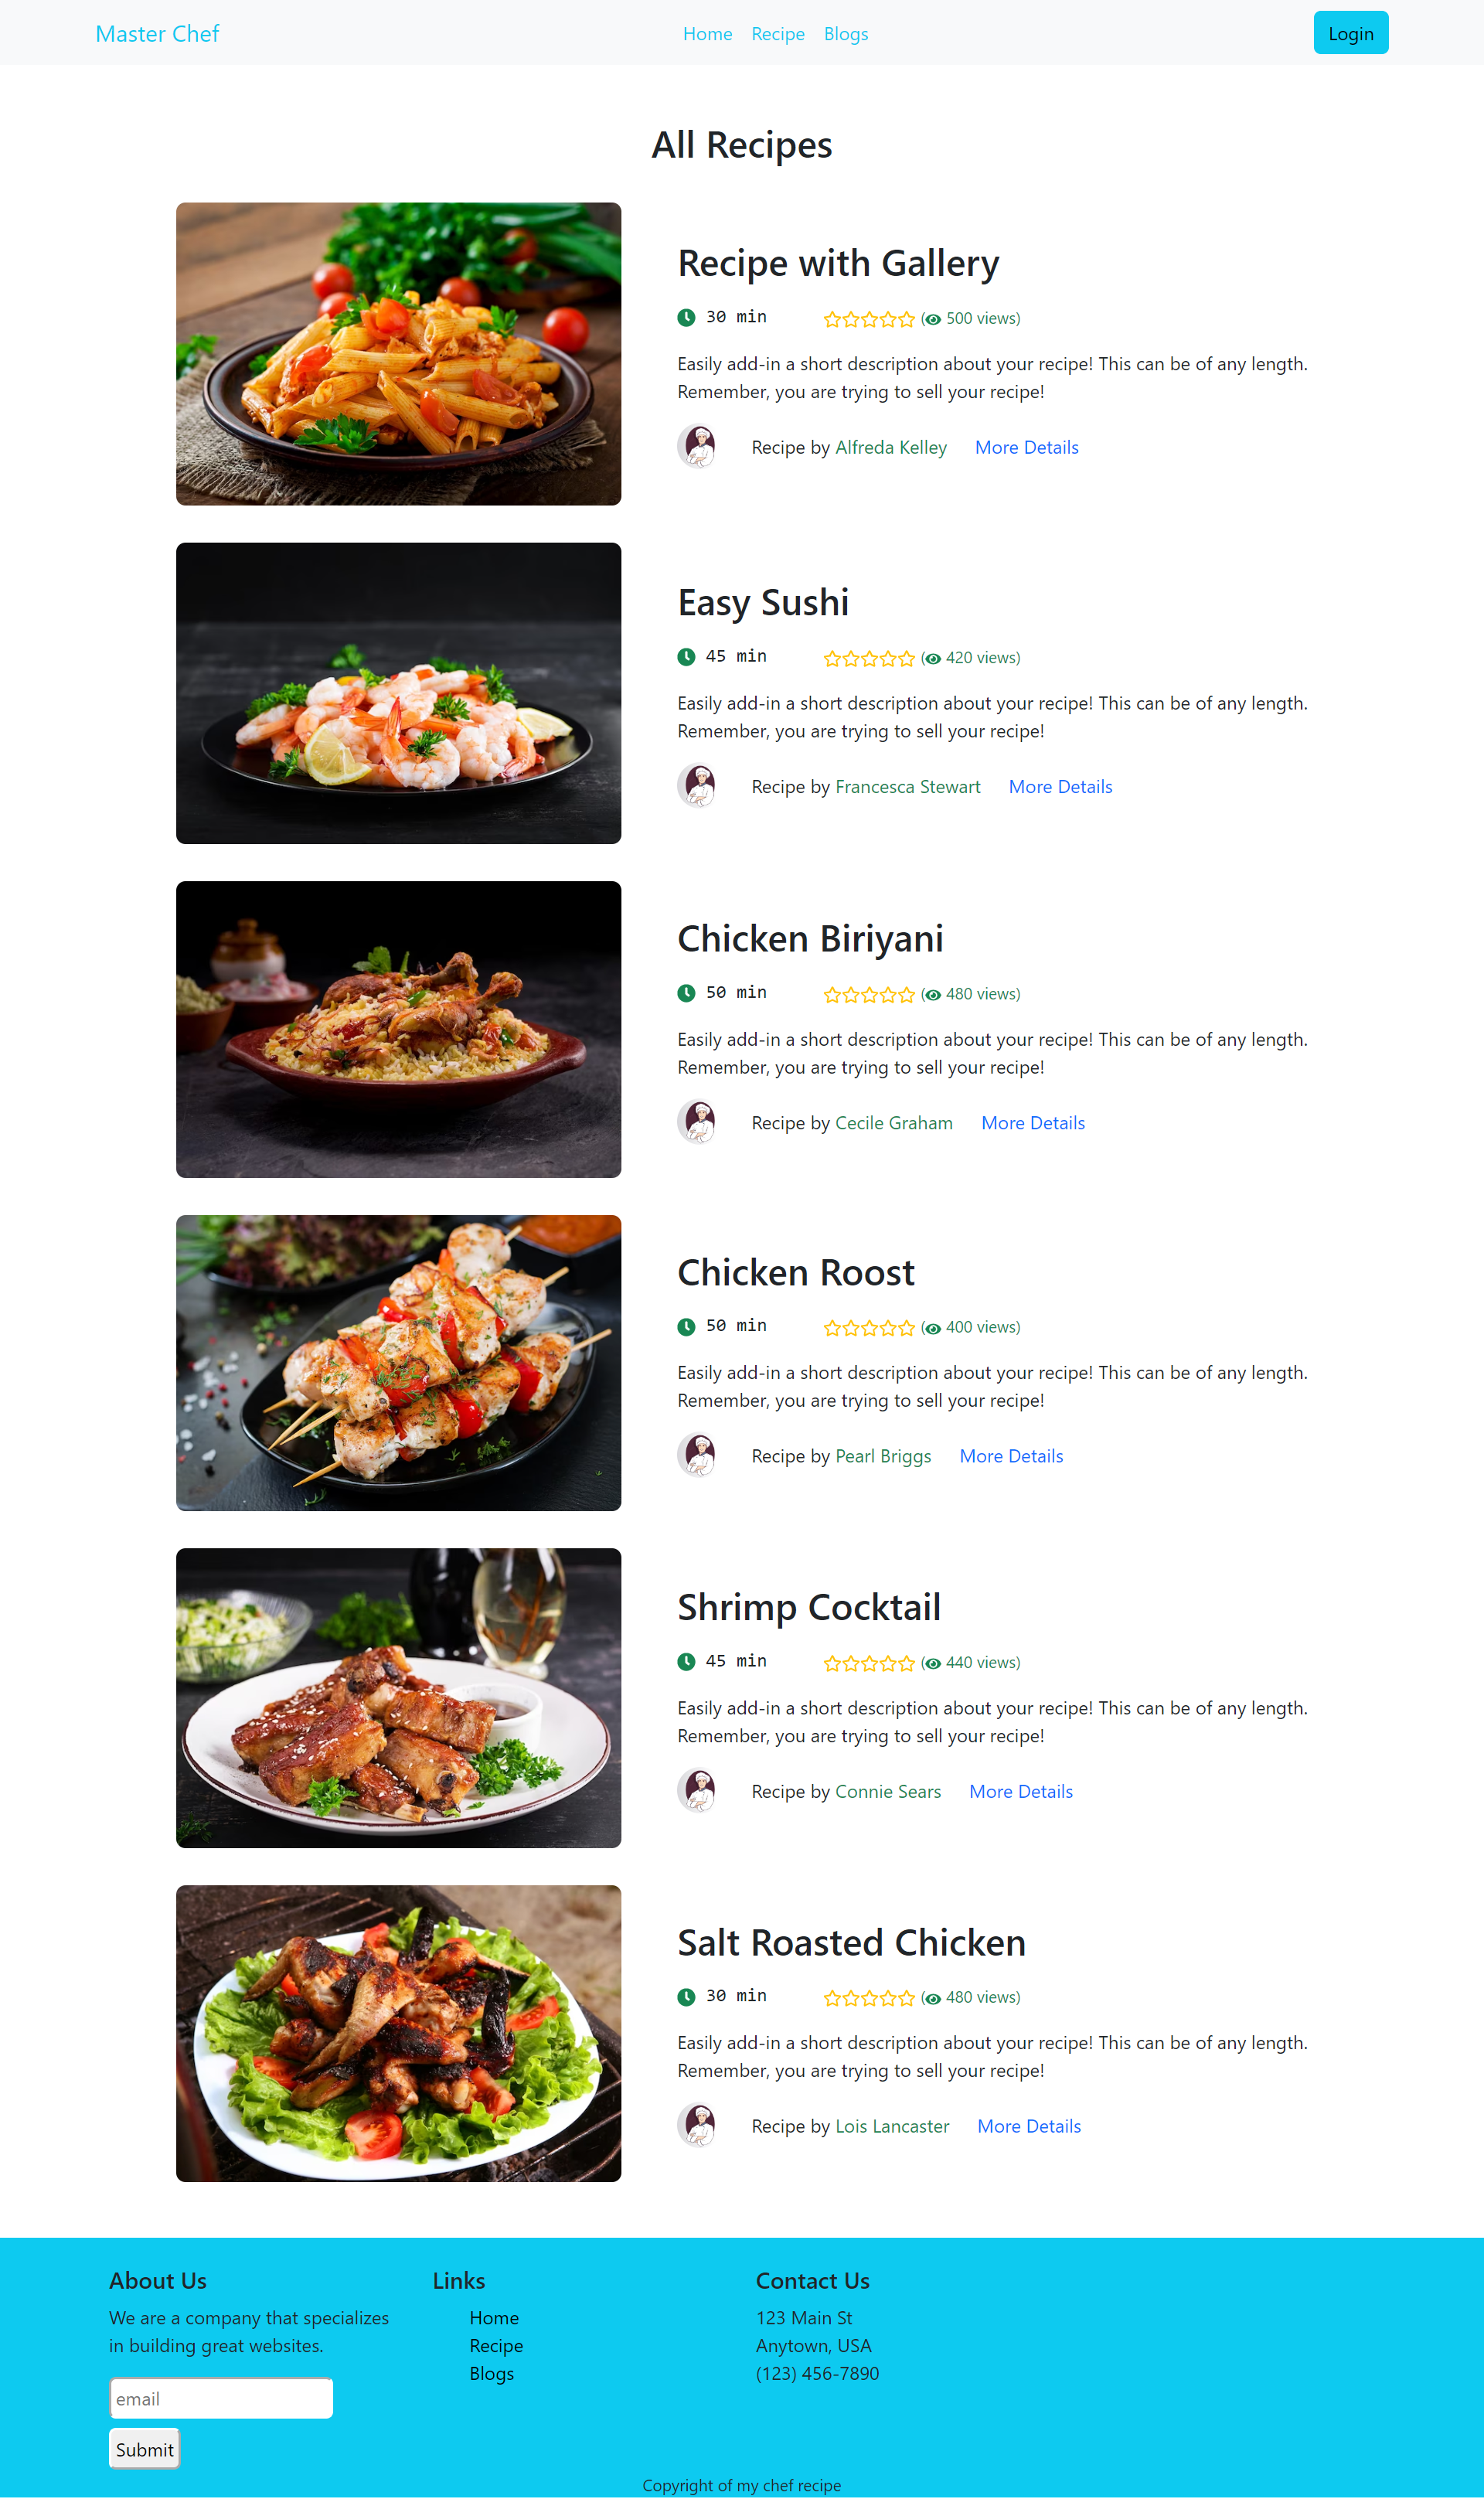 Master Chef
Home Recipe Blogs
Login
All Recipes
Recipe with Gallery
30 min (500 views)
Easily add-in a short description about your recipe! This can be of any length.
Remember, you are trying to sell your recipe!
Recipe by Alfreda Kelley More Details
Easy Sushi
45 min (420 views)
Easily add-in a short description about your recipe! This can be of any length.
Remember, you are trying to sell your recipe!
Recipe by Francesca Stewart More Details
Chicken Biriyani
50 min (480 views)
Easily add-in a short description about your recipe! This can be of any length.
Remember, you are trying to sell your recipe!
Recipe by Cecile Graham More Details
Chicken Roost
50 min (400 views)
Easily add-in a short description about your recipe! This can be of any length.
Remember, you are trying to sell your recipe!
Recipe by Pearl Briggs More Details
Shrimp Cocktail
45 min (440 views)
Easily add-in a short description about your recipe! This can be of any length.
Remember, you are trying to sell your recipe!
Recipe by Connie Sears More Details
Salt Roasted Chicken
30 min (480 views)
Easily add-in a short description about your recipe! This can be of any length.
Remember, you are trying to sell your recipe!
Recipe by Lois Lancaster More Details
About Us
We are a company that specializes
in building great websites.
email
Submit
Links
Home
Recipe
Blogs
Contact Us
123 Main St
Anytown, USA
(123) 456-7890
Copyright of my chef recipe